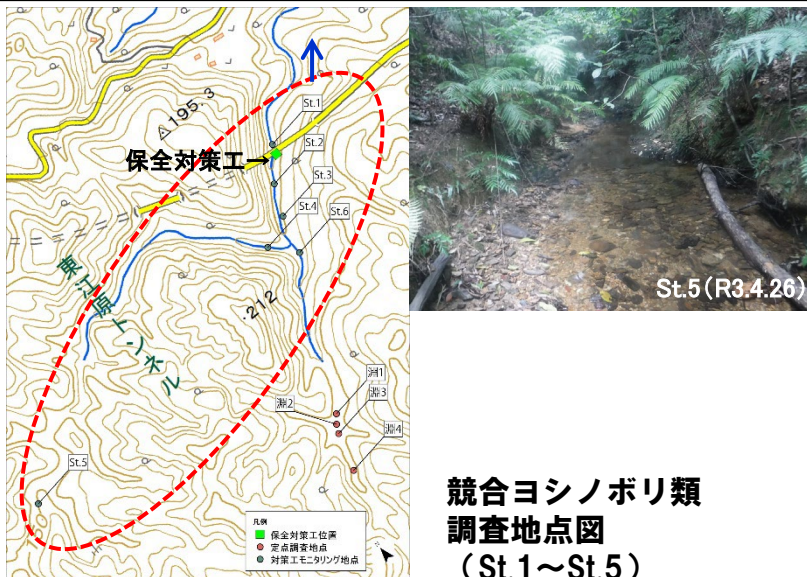 195.3
St.1
保全対策工→
St.2
St.3
St.4
St.6
東江原トンネル
212
淵1
淵2
淵3
淵4
St.5
凡例
保全対策工位置
定点調査地点
対策工モニタリング地点
St.5(R3.4.26)
競合ヨシノボリ類
調査地点図
(St.1～St.5)